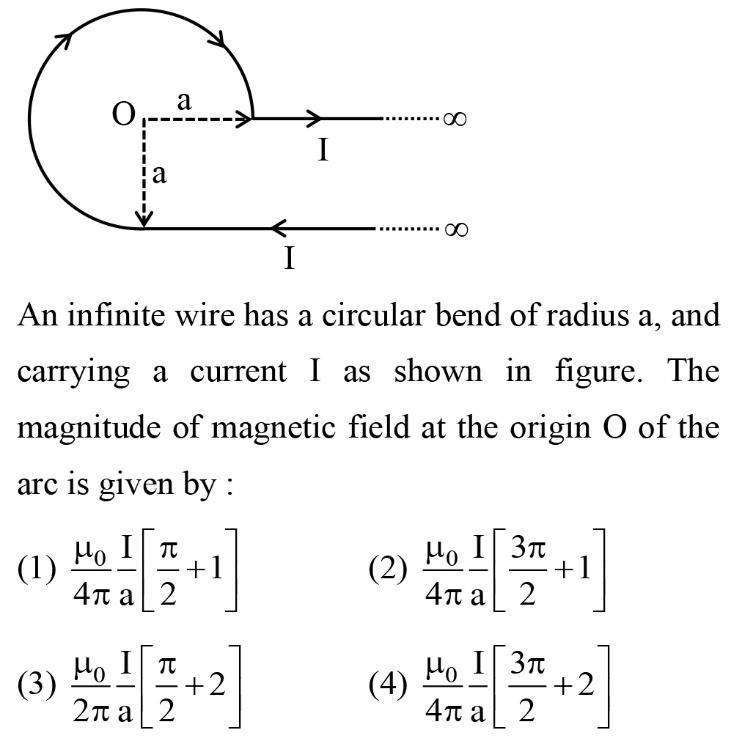 O a ∞
I
a
∞
I
An infinite wire has a circular bend of radius a, and
carrying a current I as shown in figure. The
magnitude of magnetic field at the origin O of the
arc is given by :
(1) μ₀/4π I/a [π/2 + 1] (2) μ₀/4π I/a [3π/2 + 1]
(3) μ₀/2π I/a [π/2 + 2] (4) μ₀/4π I/a [3π/2 + 2]